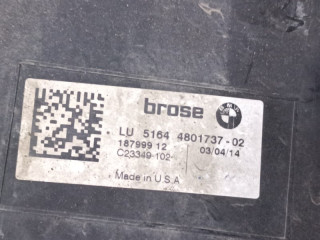 brose
LU 5164 4801737-02
187999 12 03/04/14
C23349-102-
Made in U.S.A